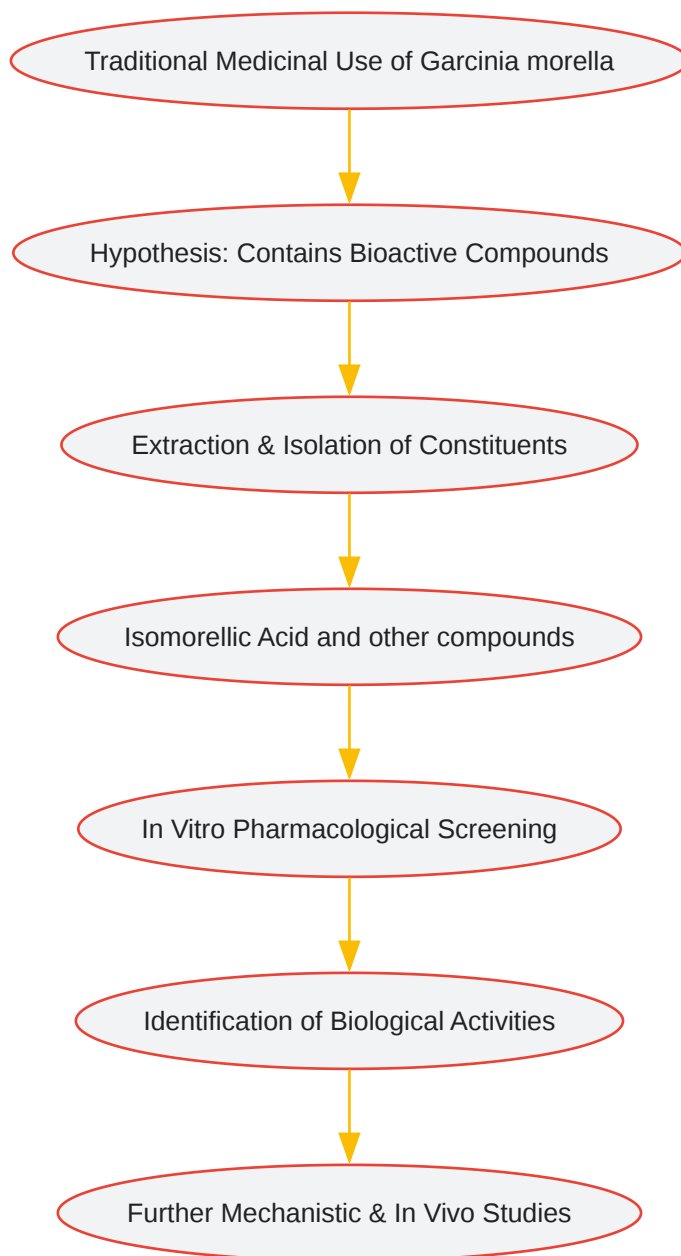 Traditional Medicinal Use of Garcinia morella
Hypothesis: Contains Bioactive Compounds
Extraction & Isolation of Constituents
Isomorellic Acid and other compounds
In Vitro Pharmacological Screening
Identification of Biological Activities
Further Mechanistic & In Vivo Studies